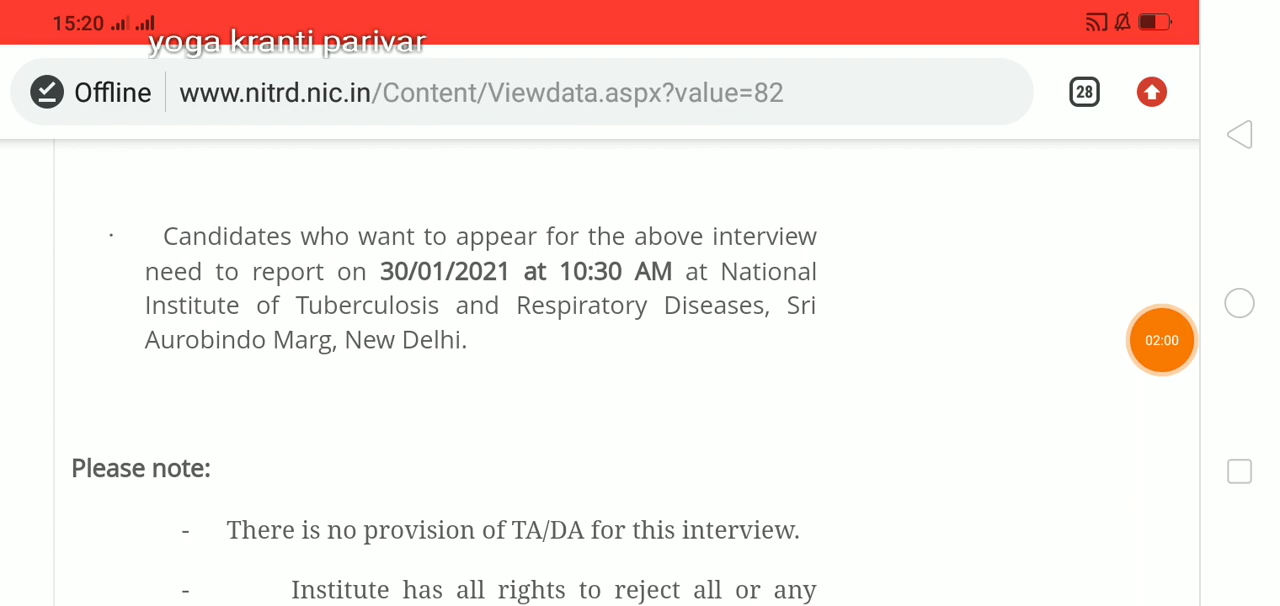 15:20
yoga kranti parivar
Offline www.nitrd.nic.in/Content/Viewdata.aspx?value=82
28
· Candidates who want to appear for the above interview
need to report on 30/01/2021 at 10:30 AM at National
Institute of Tuberculosis and Respiratory Diseases, Sri
Aurobindo Marg, New Delhi.
02:00
Please note:
- There is no provision of TA/DA for this interview.
- Institute has all rights to reject all or any